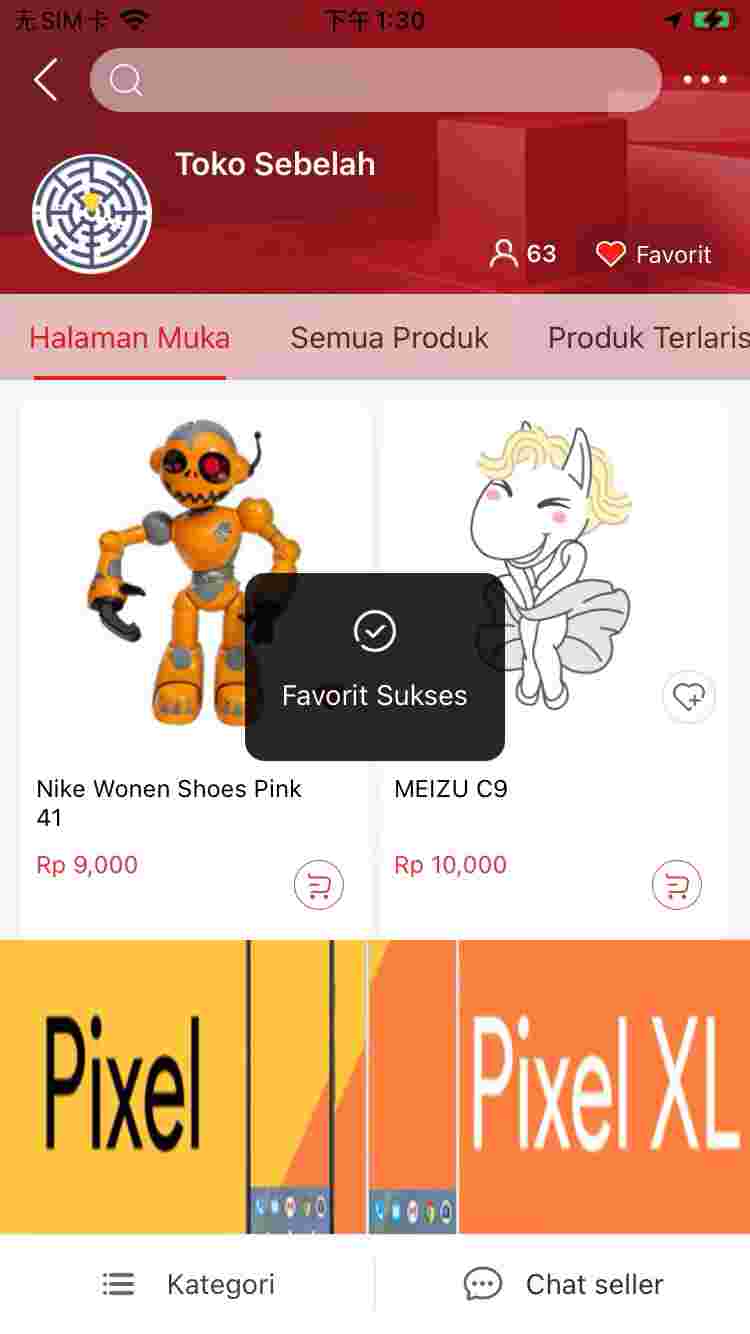 无SIM卡 下午1:30
Toko Sebelah
63 Favorit
Halaman Muka Semua Produk Produk Terlaris
Favorit Sukses
Nike Wonen Shoes Pink
41
MEIZU C9
Rp 9,000
Rp 10,000
Pixel Pixel XL
Kategori Chat seller